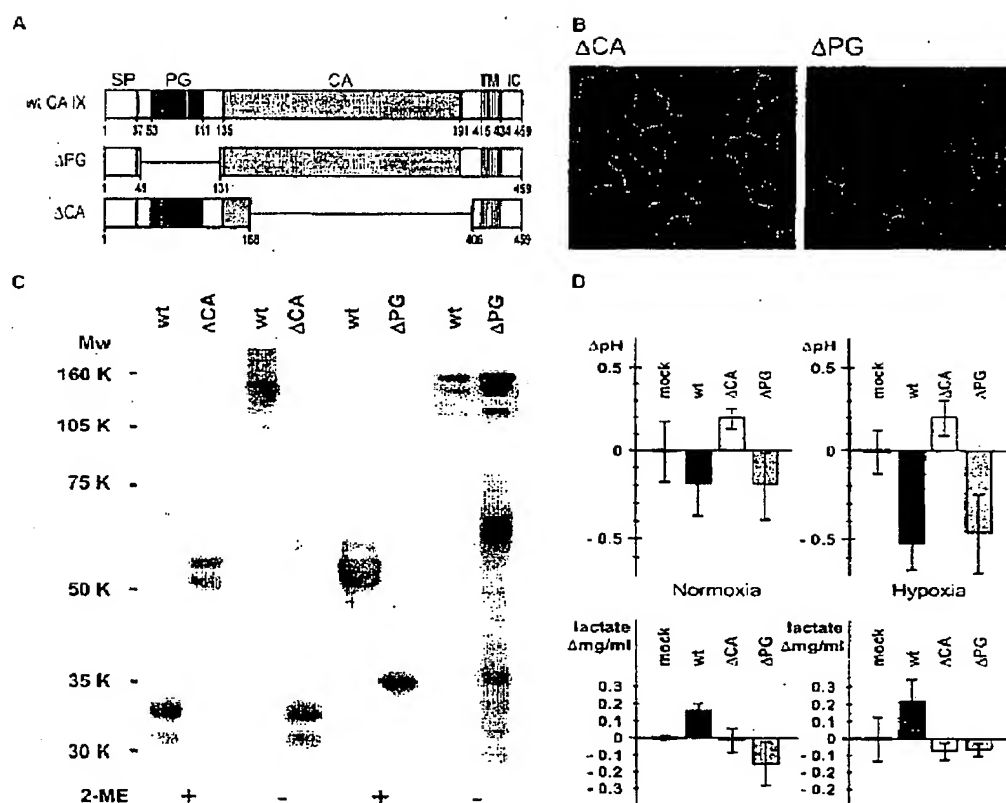 A
SP PG CA TM IC
wt CA IX
1 37 53 111 135 391 415 434 459
ΔPG
41 131 459
ΔCA
1 168 406 459
B
ΔCA ΔPG
C
wt ΔCA wt ΔCA wt ΔPG wt ΔPG
Mw
160 K
105 K
75 K
50 K
35 K
30 K
2-ME + - + -
D
ΔpH ΔpH
mock wt ΔCA ΔPG mock wt ΔCA ΔPG
0.5 0.5
0 0
- 0.5 - 0.5
Normoxia Hypoxia
lactate lactate
Δmg/ml Δmg/ml
mock wt ΔCA ΔPG mock wt ΔCA ΔPG
0.3 0.3
0.2 0.2
0.1 0.1
0 0
- 0.1 - 0.1
- 0.2 - 0.2
- 0.3 - 0.2